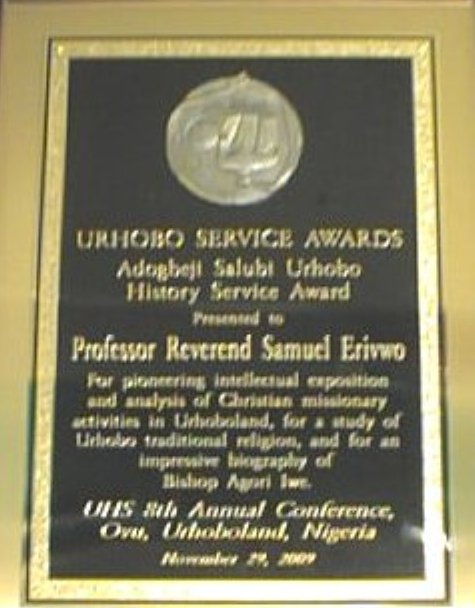 URHOBO SERVICE AWARDS
Adogbeji Salubi Urhobo
History Service Award
Presented to
Professor Reverend Samuel Erivwo
For pioneering intellectual exposition
and analysis of Christian missionary
activities in Urhoboland, for a study of
Urhobo traditional religion, and for an
impressive biography of
Bishop Agori Iwe.
UHS 8th Annual Conference,
Ovu, Urhoboland, Nigeria
November 29, 2009